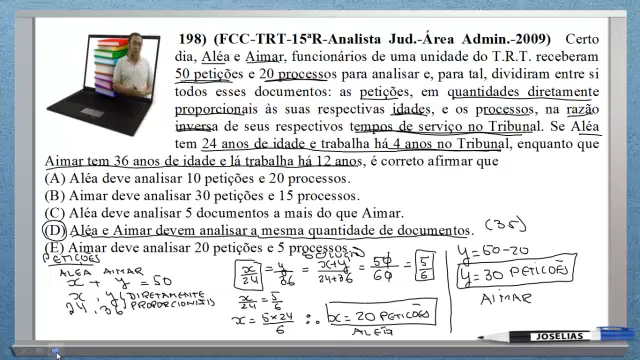 198) (FCC-TRT-15ªR-Analista Jud.-Área Admin.-2009) Certo
dia, Aléa e Aimar, funcionários de uma unidade do T.R.T. receberam
50 petições e 20 processos para analisar e, para tal, dividiram entre si
todos esses documentos: as petições, em quantidades diretamente
proporcionais às suas respectivas idades, e os processos, na razão
inversa de seus respectivos tempos de serviço no Tribunal. Se Aléa
tem 24 anos de idade e trabalha há 4 anos no Tribunal, enquanto que
Aimar tem 36 anos de idade e lá trabalha há 12 anos, é correto afirmar que
(A) Aléa deve analisar 10 petições e 20 processos.
(B) Aimar deve analisar 30 petições e 15 processos.
(C) Aléa deve analisar 5 documentos a mais do que Aimar.
(D) Aléa e Aimar devem analisar a mesma quantidade de documentos. (35)
(E) Aimar deve analisar 20 petições e 5 processos.
PETIÇÕES
ALÉA AIMAR
x + y = 50
x , y DIRETAMENTE
24 , 36 PROPORCIONAIS
SOLUÇÃO
x/24 = y/36 = x+y/24+36 = 50/60 = 5/6
x/24 = 5/6
x = 5×24/6 ∴ x = 20 PETIÇÕES
ALÉA
y = 50-20
y = 30 PETIÇÕES
AIMAR
JOSELIAS